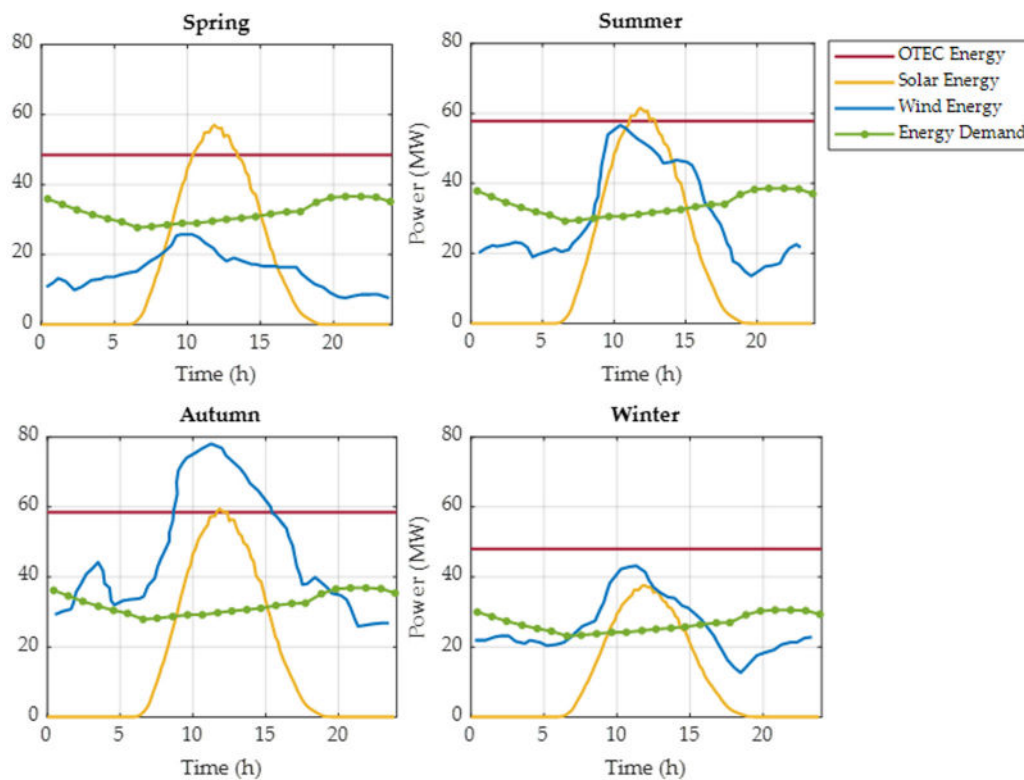 Spring
80
60
40
20
0
0 5 10 15 20
Time (h)
Summer
Power (MW)
80
60
40
20
0
0 5 10 15 20
Time (h)
OTEC Energy
Solar Energy
Wind Energy
Energy Demand
Autumn
80
60
40
20
0
0 5 10 15 20
Time (h)
Winter
Power (MW)
80
60
40
20
0
0 5 10 15 20
Time (h)